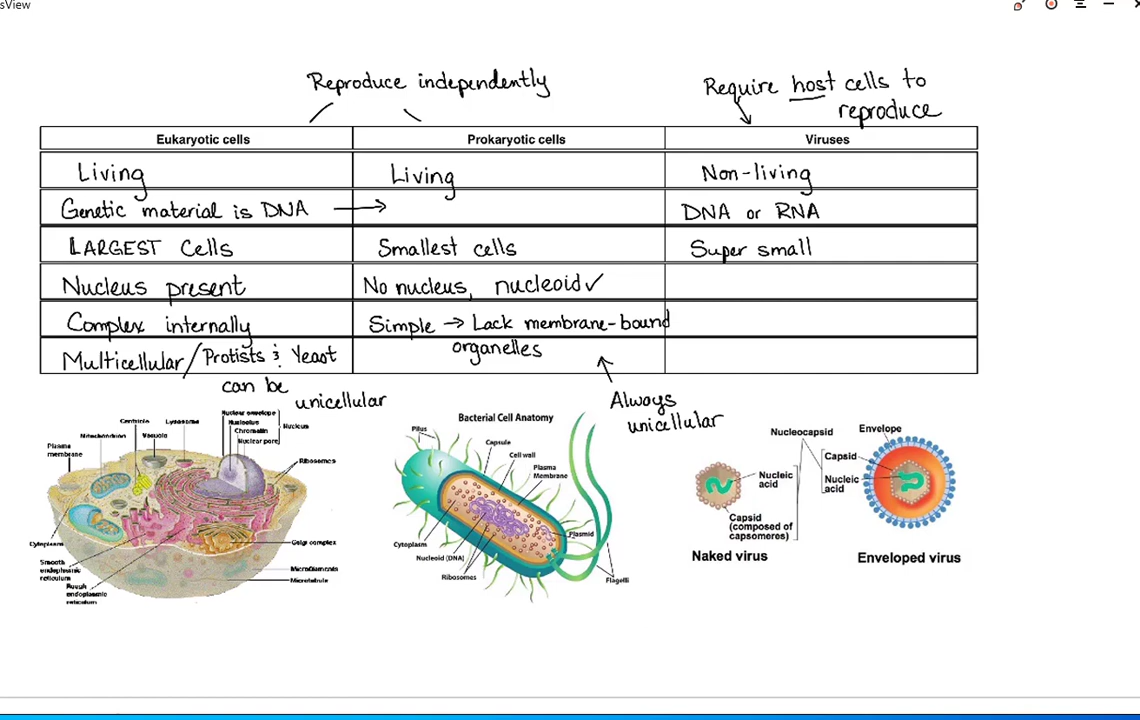 sView
Reproduce independently
Require host cells to
reproduce
Eukaryotic cells
Prokaryotic cells
Viruses
Living
Living
Non-living
Genetic material is DNA →
DNA or RNA
LARGEST Cells
Smallest cells
Super small
Nucleus present
No nucleus, nucleoid ✓
Complex internally
Simple → Lack membrane-bound
organelles
Multicellular / Protists & Yeast
can be
unicellular
Always
unicellular
Nuclear envelope
Nucleolus
Chromatin
Nuclear pore
Nucleus
Centriole
Lysosome
Mitochondrion
Vacuole
Plasma
membrane
Ribosomes
Cytoplasm
Golgi complex
Smooth
endoplasmic
reticulum
Microfilaments
Microtubule
Rough
endoplasmic
reticulum
Bacterial Cell Anatomy
Pilus
Capsule
Cell wall
Plasma
Membrane
Cytoplasm
Plasmid
Nucleoid (DNA)
Ribosomes
Flagelli
Nucleocapsid
Envelope
Capsid
Nucleic
acid
Nucleic
acid
Capsid
(composed of
capsomeres)
Naked virus
Enveloped virus